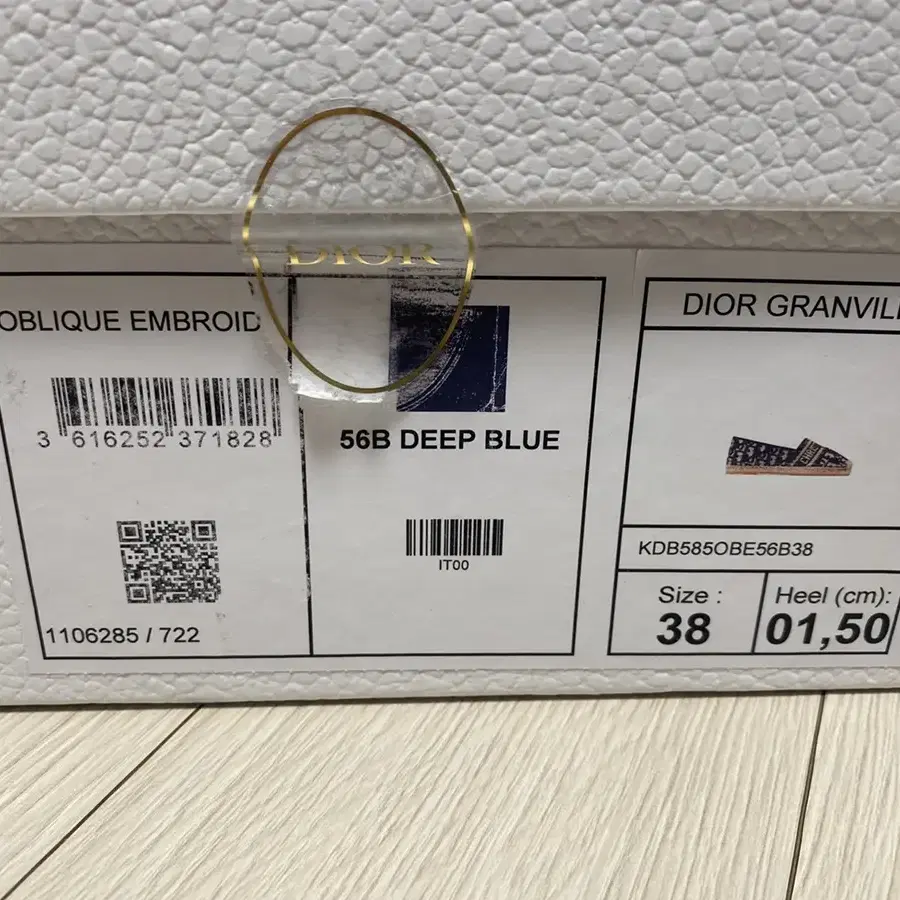 DIOR
OBLIQUE EMBROID
3 616252 371828
1106285 / 722
56B DEEP BLUE
IT00
DIOR GRANVILL
KDB585OBE56B38
Size :
38
Heel (cm):
01,50